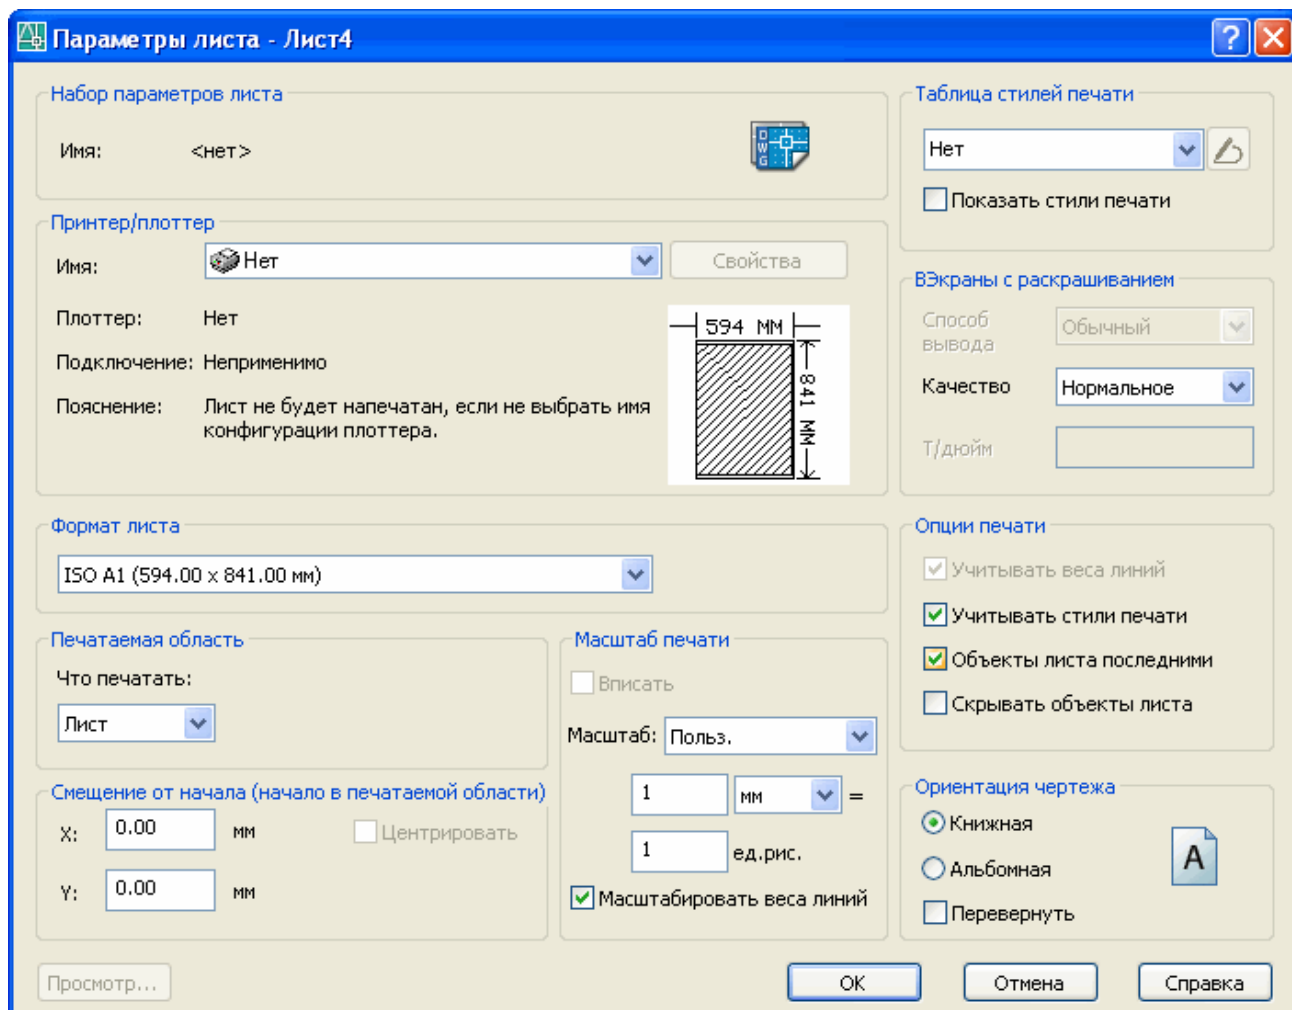 Параметры листа - Лист4
Набор параметров листа
Имя: <нет>
DWG
Принтер/плоттер
Имя: Нет Свойства
Плоттер: Нет
Подключение: Неприменимо
Пояснение: Лист не будет напечатан, если не выбрать имя
конфигурации плоттера.
594 MM
841 MM
Формат листа
ISO A1 (594.00 x 841.00 мм)
Печатаемая область
Что печатать:
Лист
Смещение от начала (начало в печатаемой области)
X: 0.00 мм Центрировать
Y: 0.00 мм
Масштаб печати
Вписать
Масштаб: Польз.
1 мм =
1 ед.рис.
Масштабировать веса линий
Таблица стилей печати
Нет
Показать стили печати
ВЭкраны с раскрашиванием
Способ
вывода
Обычный
Качество Нормальное
Т/дюйм
Опции печати
Учитывать веса линий
Учитывать стили печати
Объекты листа последними
Скрывать объекты листа
Ориентация чертежа
Книжная
Альбомная
Перевернуть
A
Просмотр... OK Отмена Справка